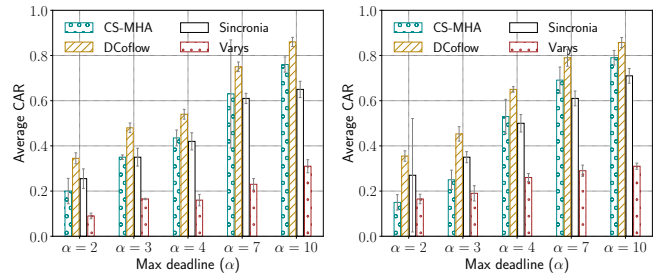 1.0
0.8
0.6
0.4
0.2
0.0
Average CAR
CS-MHA
DCoflow
Sincronia
Varys
α = 2 α = 3 α = 4 α = 7 α = 10
Max deadline (α)
1.0
0.8
0.6
0.4
0.2
0.0
Average CAR
CS-MHA
DCoflow
Sincronia
Varys
α = 2 α = 3 α = 4 α = 7 α = 10
Max deadline (α)